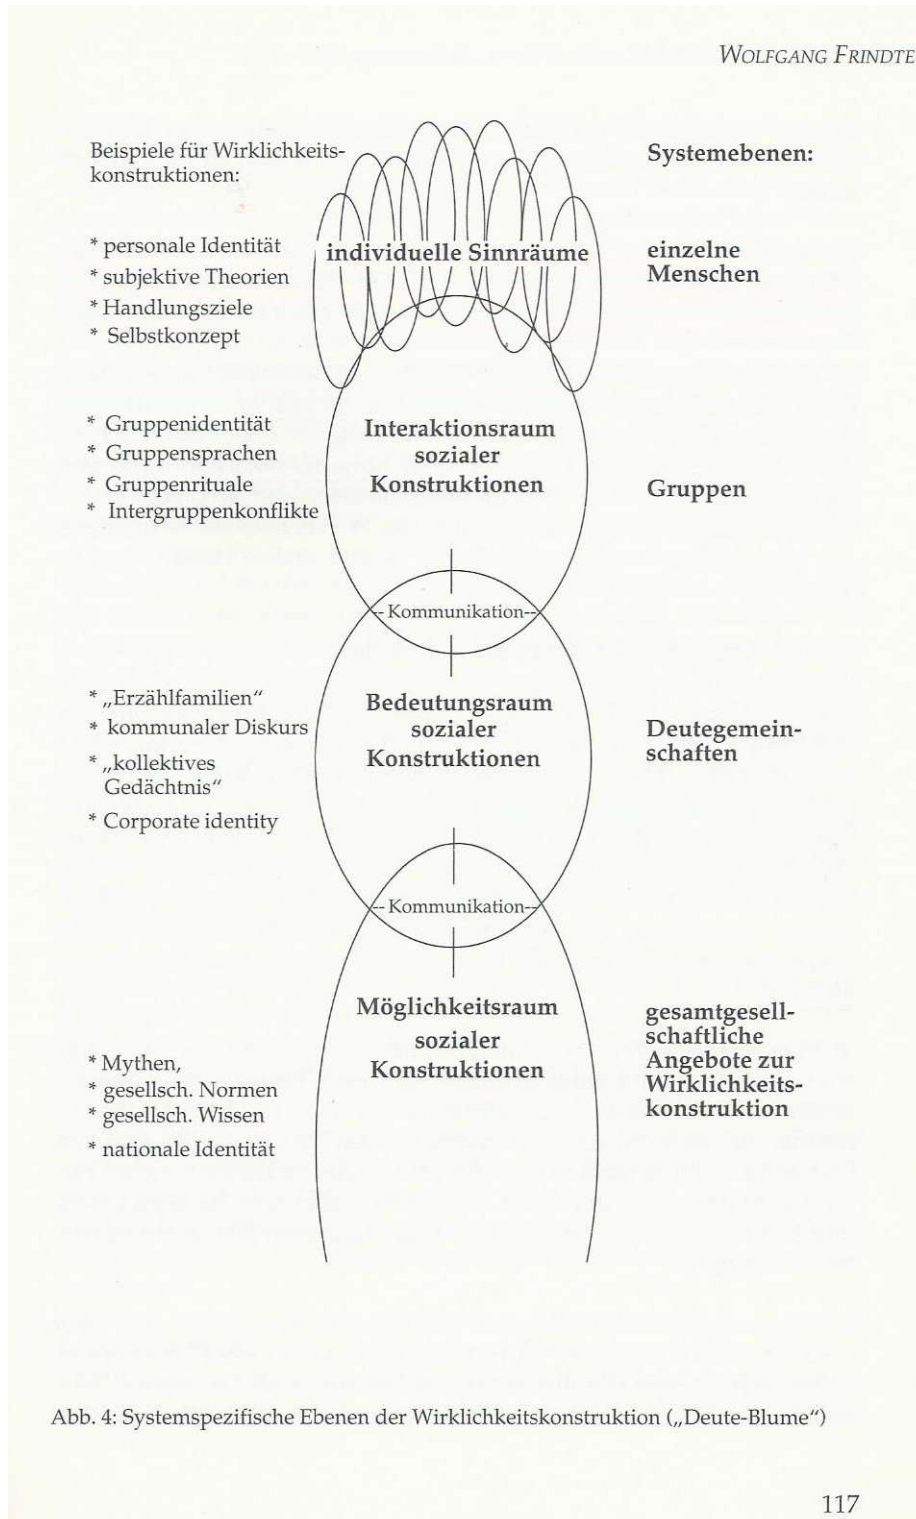 WOLFGANG FRINDTE
Beispiele für Wirklichkeits-
konstruktionen:
Systemebenen:
* personale Identität
* subjektive Theorien
* Handlungsziele
* Selbstkonzept
individuelle Sinnräume
einzelne
Menschen
* Gruppenidentität
* Gruppensprachen
* Gruppenrituale
* Intergruppenkonflikte
Interaktionsraum
sozialer
Konstruktionen
Gruppen
-- Kommunikation--
* „Erzählfamilien“
* kommunaler Diskurs
* „kollektives
Gedächtnis“
* Corporate identity
Bedeutungsraum
sozialer
Konstruktionen
Deutegemein-
schaften
-- Kommunikation--
Möglichkeitsraum
sozialer
Konstruktionen
* Mythen,
* gesellsch. Normen
* gesellsch. Wissen
* nationale Identität
gesamtgesell-
schaftliche
Angebote zur
Wirklichkeits-
konstruktion
Abb. 4: Systemspezifische Ebenen der Wirklichkeitskonstruktion („Deute-Blume“)
117